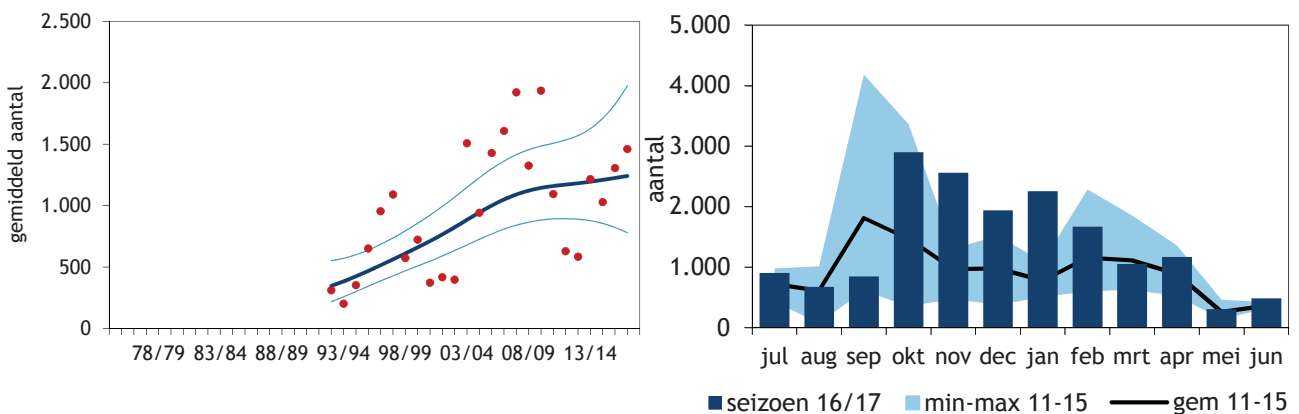 gemiddeld aantal
2.500
2.000
1.500
1.000
500
0
78/79 83/84 88/89 93/94 98/99 03/04 08/09 13/14
aantal
5.000
4.000
3.000
2.000
1.000
0
jul aug sep okt nov dec jan feb mrt apr mei jun
seizoen 16/17 min-max 11-15 gem 11-15